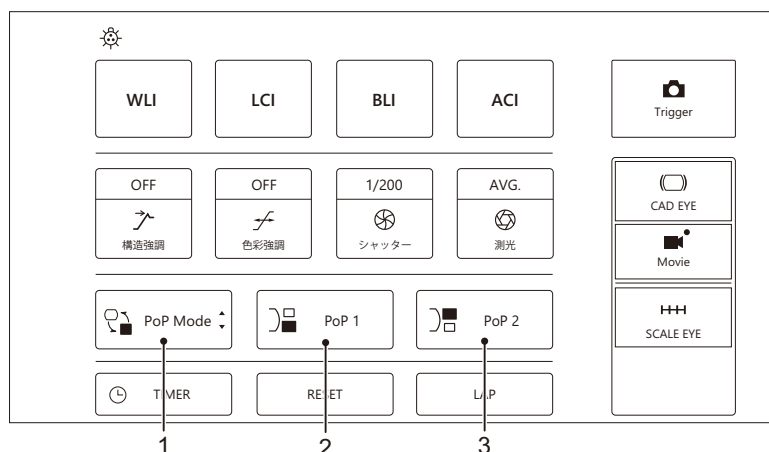 WLI
LCI
BLI
ACI
Trigger
OFF
OFF
1/200
AVG.
構造強調
色彩強調
シャッター
測光
CAD EYE
Movie
PoP Mode
PoP 1
PoP 2
SCALE EYE
TIMER
RESET
LAP
1
2
3